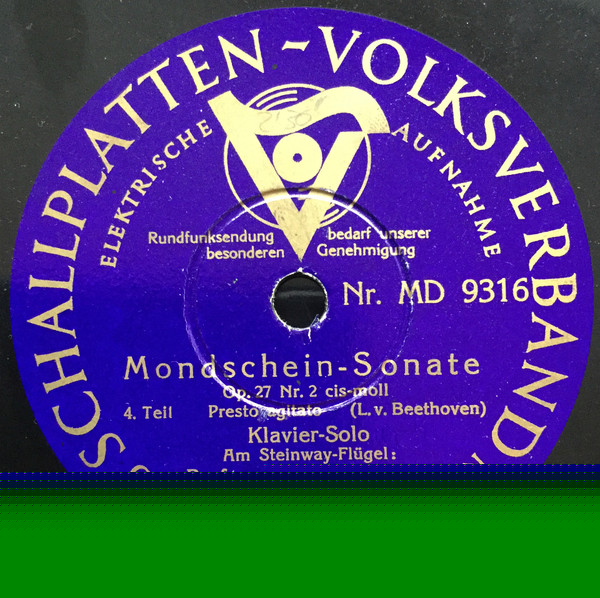 SCHALLPLATTEN-VOLKSVERBAND
ELEKTRISCHE AUFNAHME
Rundfunksendung bedarf unserer
besonderen Genehmigung
Nr. MD 9316
Mondschein-Sonate
Op. 27 Nr. 2 cis-moll
4. Teil Presto agitato (L. v. Beethoven)
Klavier-Solo
Am Steinway-Flügel: